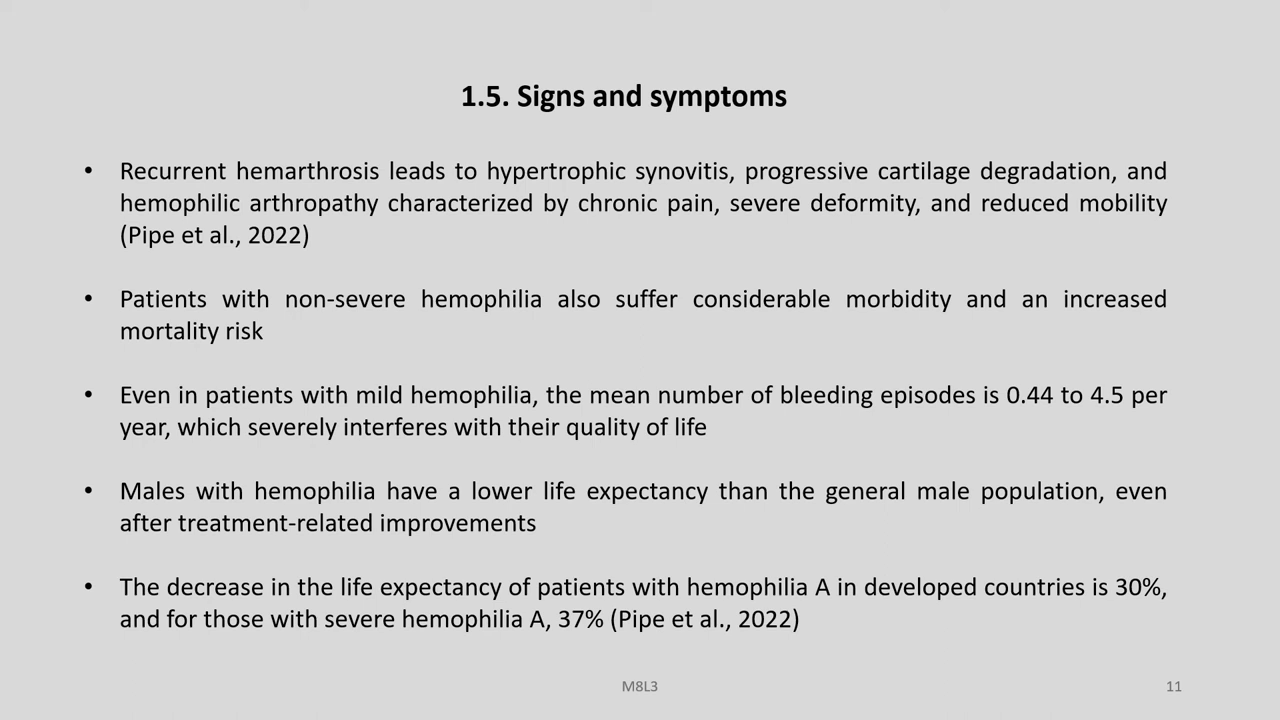 1.5. Signs and symptoms
• Recurrent hemarthrosis leads to hypertrophic synovitis, progressive cartilage degradation, and
hemophilic arthropathy characterized by chronic pain, severe deformity, and reduced mobility
(Pipe et al., 2022)
• Patients with non-severe hemophilia also suffer considerable morbidity and an increased
mortality risk
• Even in patients with mild hemophilia, the mean number of bleeding episodes is 0.44 to 4.5 per
year, which severely interferes with their quality of life
• Males with hemophilia have a lower life expectancy than the general male population, even
after treatment-related improvements
• The decrease in the life expectancy of patients with hemophilia A in developed countries is 30%,
and for those with severe hemophilia A, 37% (Pipe et al., 2022)
M8L3
11